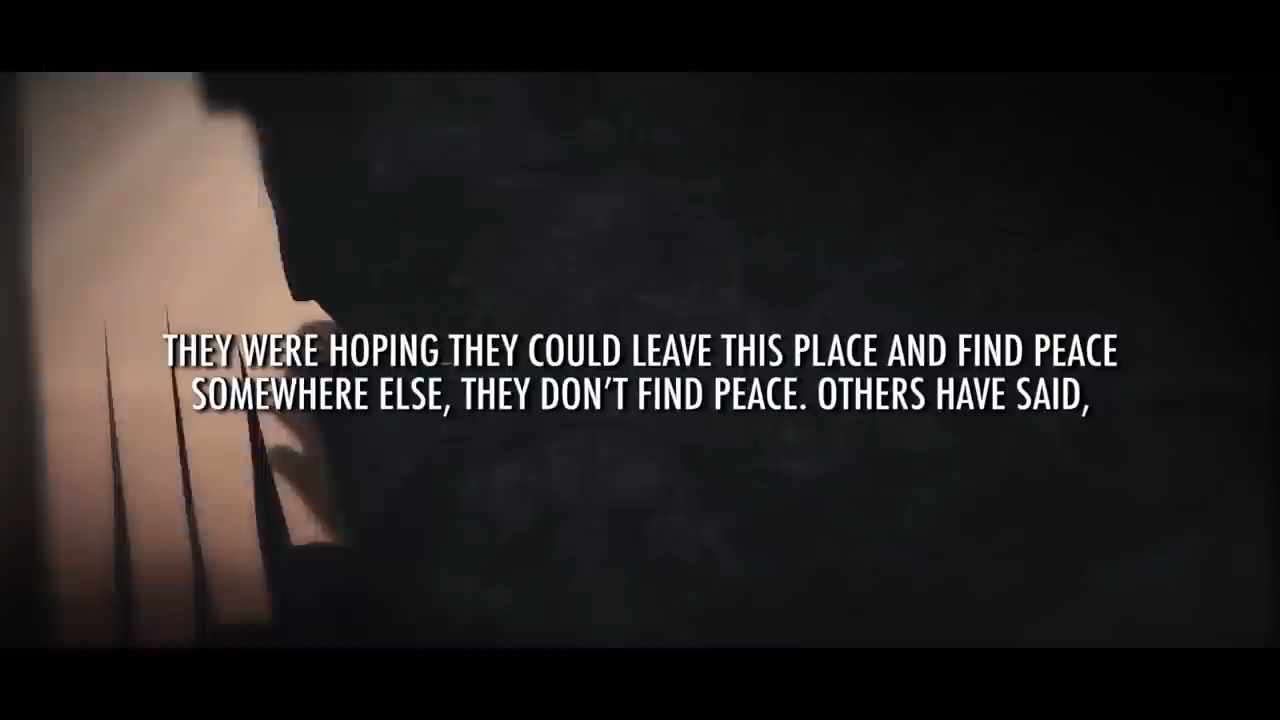 THEY WERE HOPING THEY COULD LEAVE THIS PLACE AND FIND PEACE
SOMEWHERE ELSE, THEY DON’T FIND PEACE. OTHERS HAVE SAID,